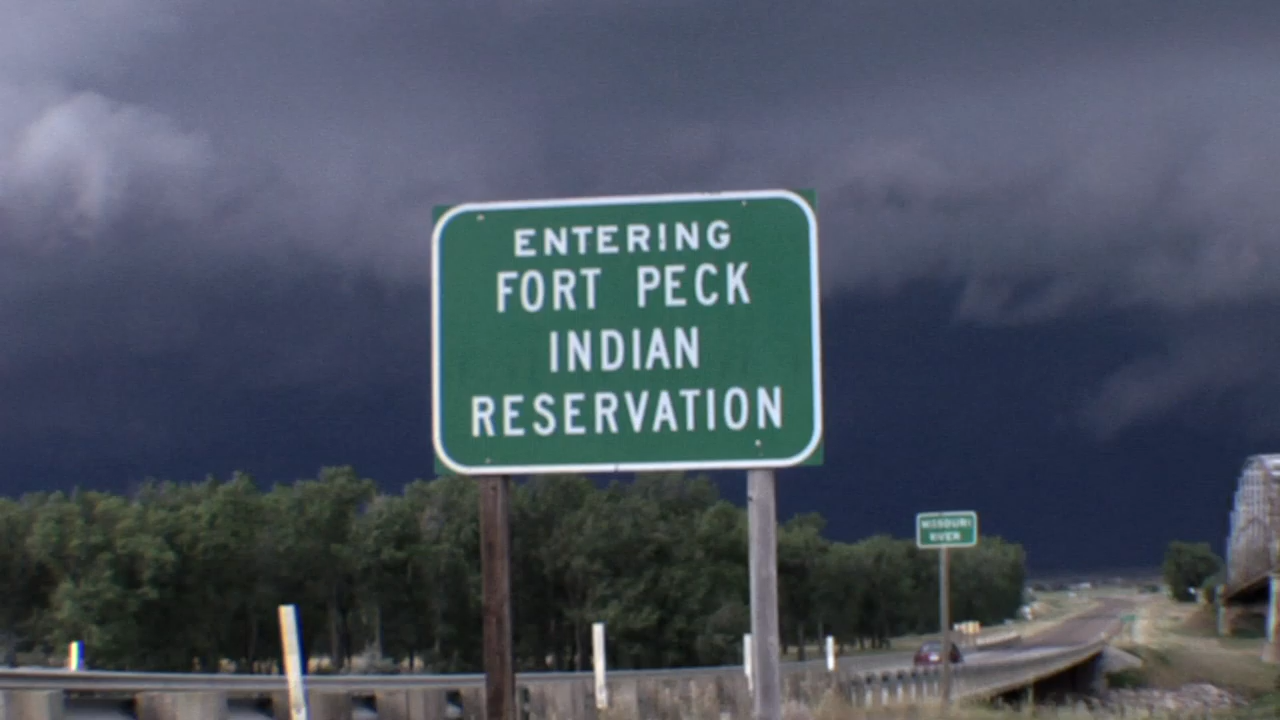 ENTERING
FORT PECK
INDIAN
RESERVATION
MISSOURI
RIVER